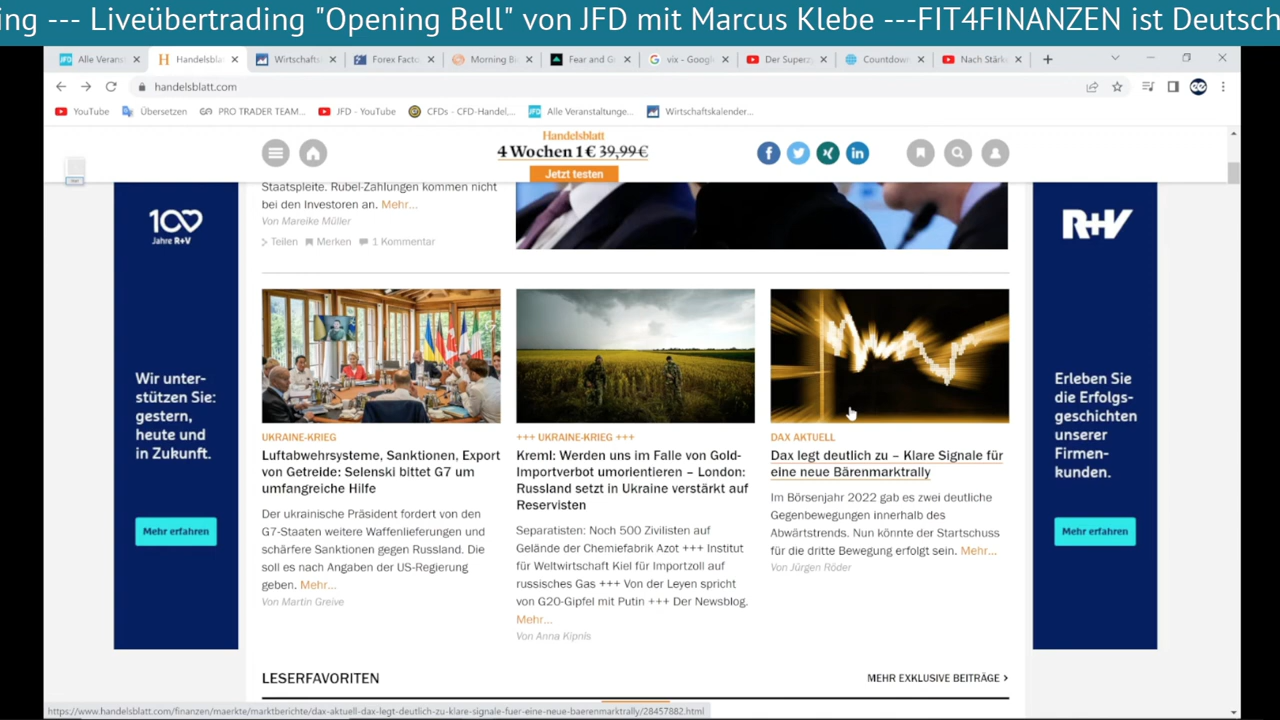 ing --- Liveübertrading "Opening Bell" von JFD mit Marcus Klebe ---FIT4FINANZEN ist Deutsch
Alle Verans
Handelsbla
Wirtschafts
Forex Facto
Morning B
Fear and G
vix - Google
Der Superz
Countdow
Nach Stärk
handelsblatt.com
YouTube
Übersetzen
PRO TRADER TEAM...
JFD - YouTube
CFDs - CFD-Handel,...
Alle Veranstaltunge...
Wirtschaftskalender...
Handelsblatt
4 Wochen 1 € 39,99 €
Jetzt testen
100
Jahre R+V
Wir unter-
stützen Sie:
gestern,
heute und
in Zukunft.
Mehr erfahren
Staatspleite. Rubel-Zahlungen kommen nicht
bei den Investoren an. Mehr...
Von Mareike Müller
Teilen Merken 1 Kommentar
UKRAINE-KRIEG
Luftabwehrsysteme, Sanktionen, Export
von Getreide: Selenski bittet G7 um
umfangreiche Hilfe
Der ukrainische Präsident fordert von den
G7-Staaten weitere Waffenlieferungen und
schärfere Sanktionen gegen Russland. Die
soll es nach Angaben der US-Regierung
geben. Mehr...
Von Martin Greive
+++ UKRAINE-KRIEG +++
Kreml: Werden uns im Falle von Gold-
Importverbot umorientieren – London:
Russland setzt in Ukraine verstärkt auf
Reservisten
Separatisten: Noch 500 Zivilisten auf
Gelände der Chemiefabrik Azot +++ Institut
für Weltwirtschaft Kiel für Importzoll auf
russisches Gas +++ Von der Leyen spricht
von G20-Gipfel mit Putin +++ Der Newsblog.
Mehr...
Von Anna Kipnis
DAX AKTUELL
Dax legt deutlich zu – Klare Signale für
eine neue Bärenmarktrally
Im Börsenjahr 2022 gab es zwei deutliche
Gegenbewegungen innerhalb des
Abwärtstrends. Nun könnte der Startschuss
für die dritte Bewegung erfolgt sein. Mehr...
Von Jürgen Röder
R+V
Erleben Sie
die Erfolgs-
geschichten
unserer
Firmen-
kunden.
Mehr erfahren
LESERFAVORITEN
MEHR EXKLUSIVE BEITRÄGE
https://www.handelsblatt.com/finanzen/maerkte/marktberichte/dax-aktuell-dax-legt-deutlich-zu-klare-signale-fuer-eine-neue-baerenmarktrally/28457882.html